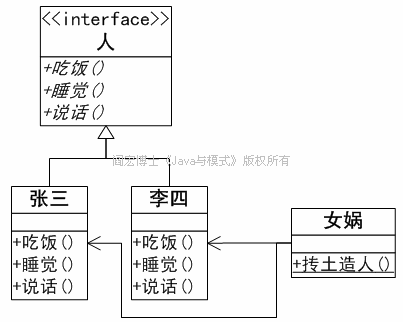 <<interface>>
人
+吃饭()
+睡觉()
+说话()
阎宏博士《Java与模式》版权所有
张三
+吃饭()
+睡觉()
+说话()
李四
+吃饭()
+睡觉()
+说话()
女娲
+抟土造人()